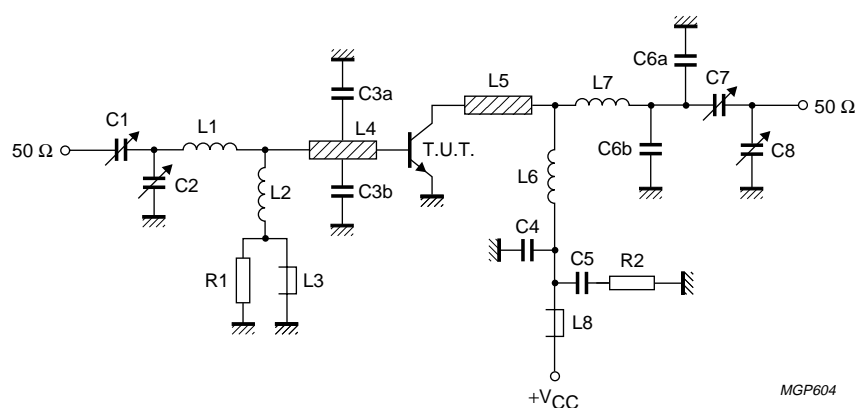 C6a
C3a
L5
L7
C7
50 Ω
C1
L1
L4
50 Ω
T.U.T.
C6b
C8
C2
L2
C3b
L6
C4
R1
L3
C5
R2
L8
+VCC
MGP604